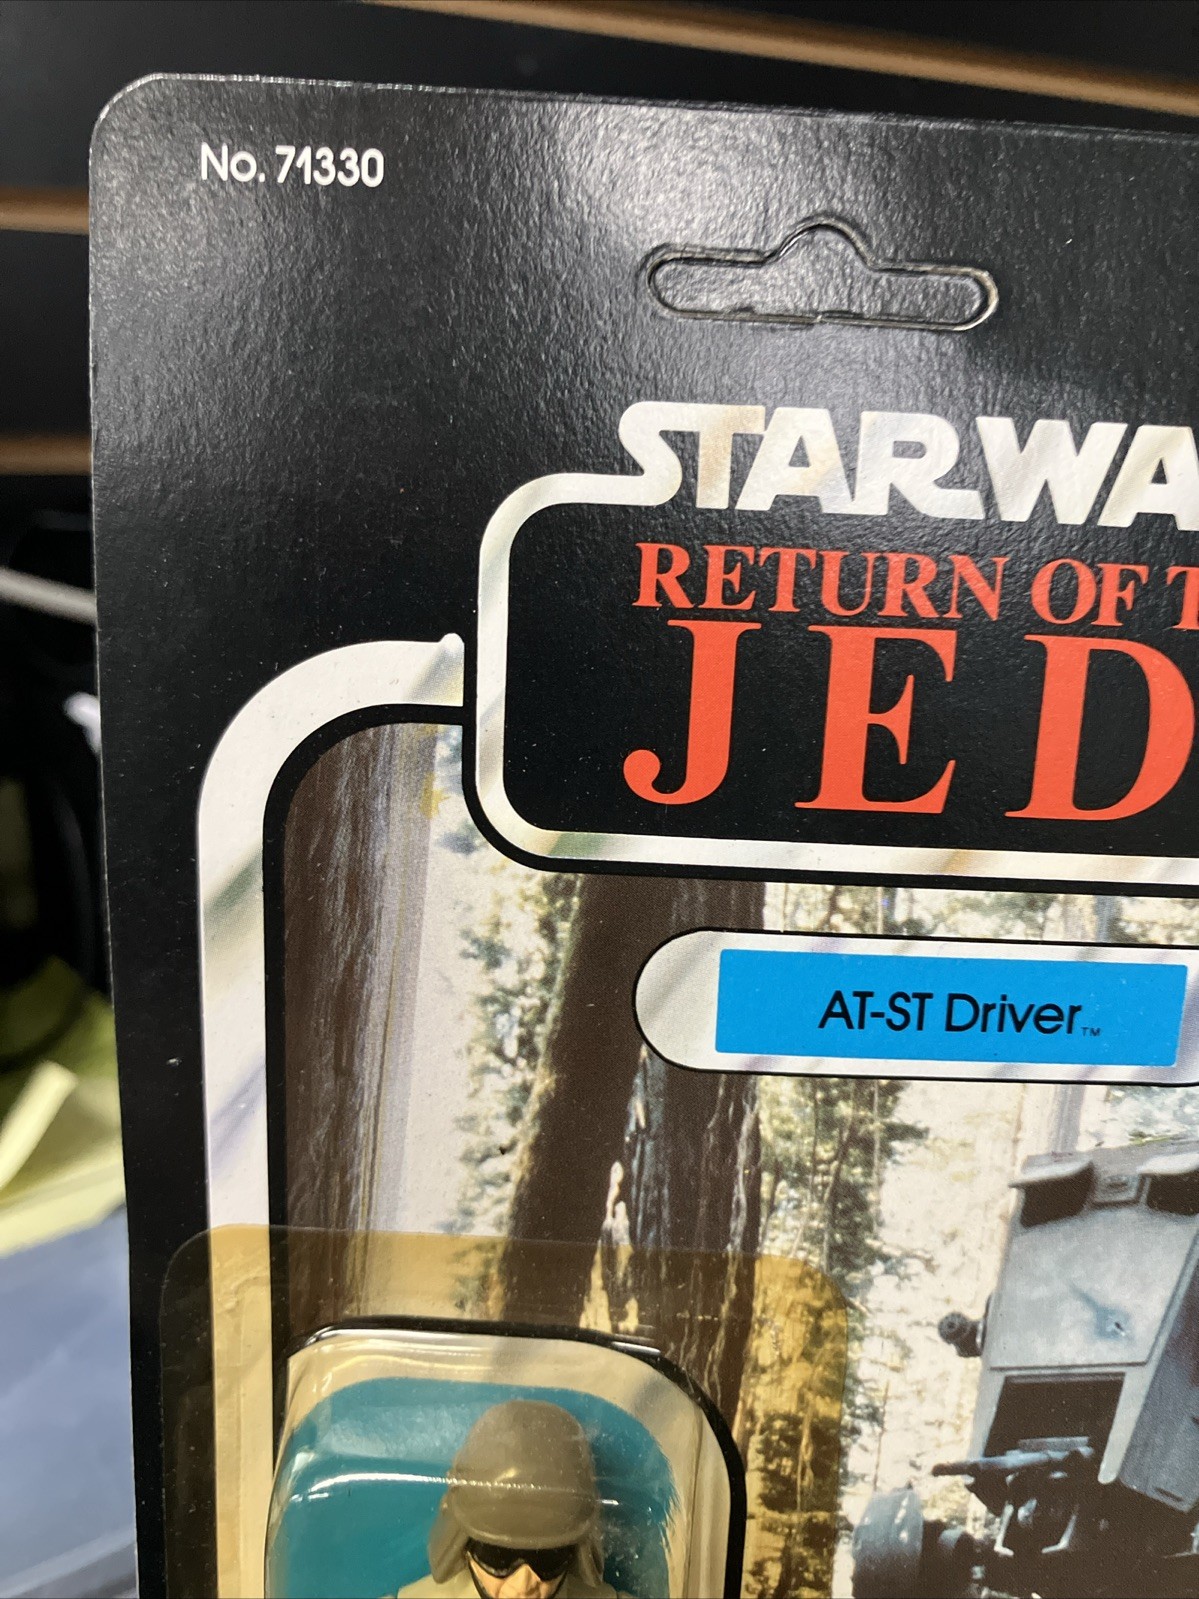 No. 71330
STAR WA
RETURN OF T
JED
AT-ST Driver™